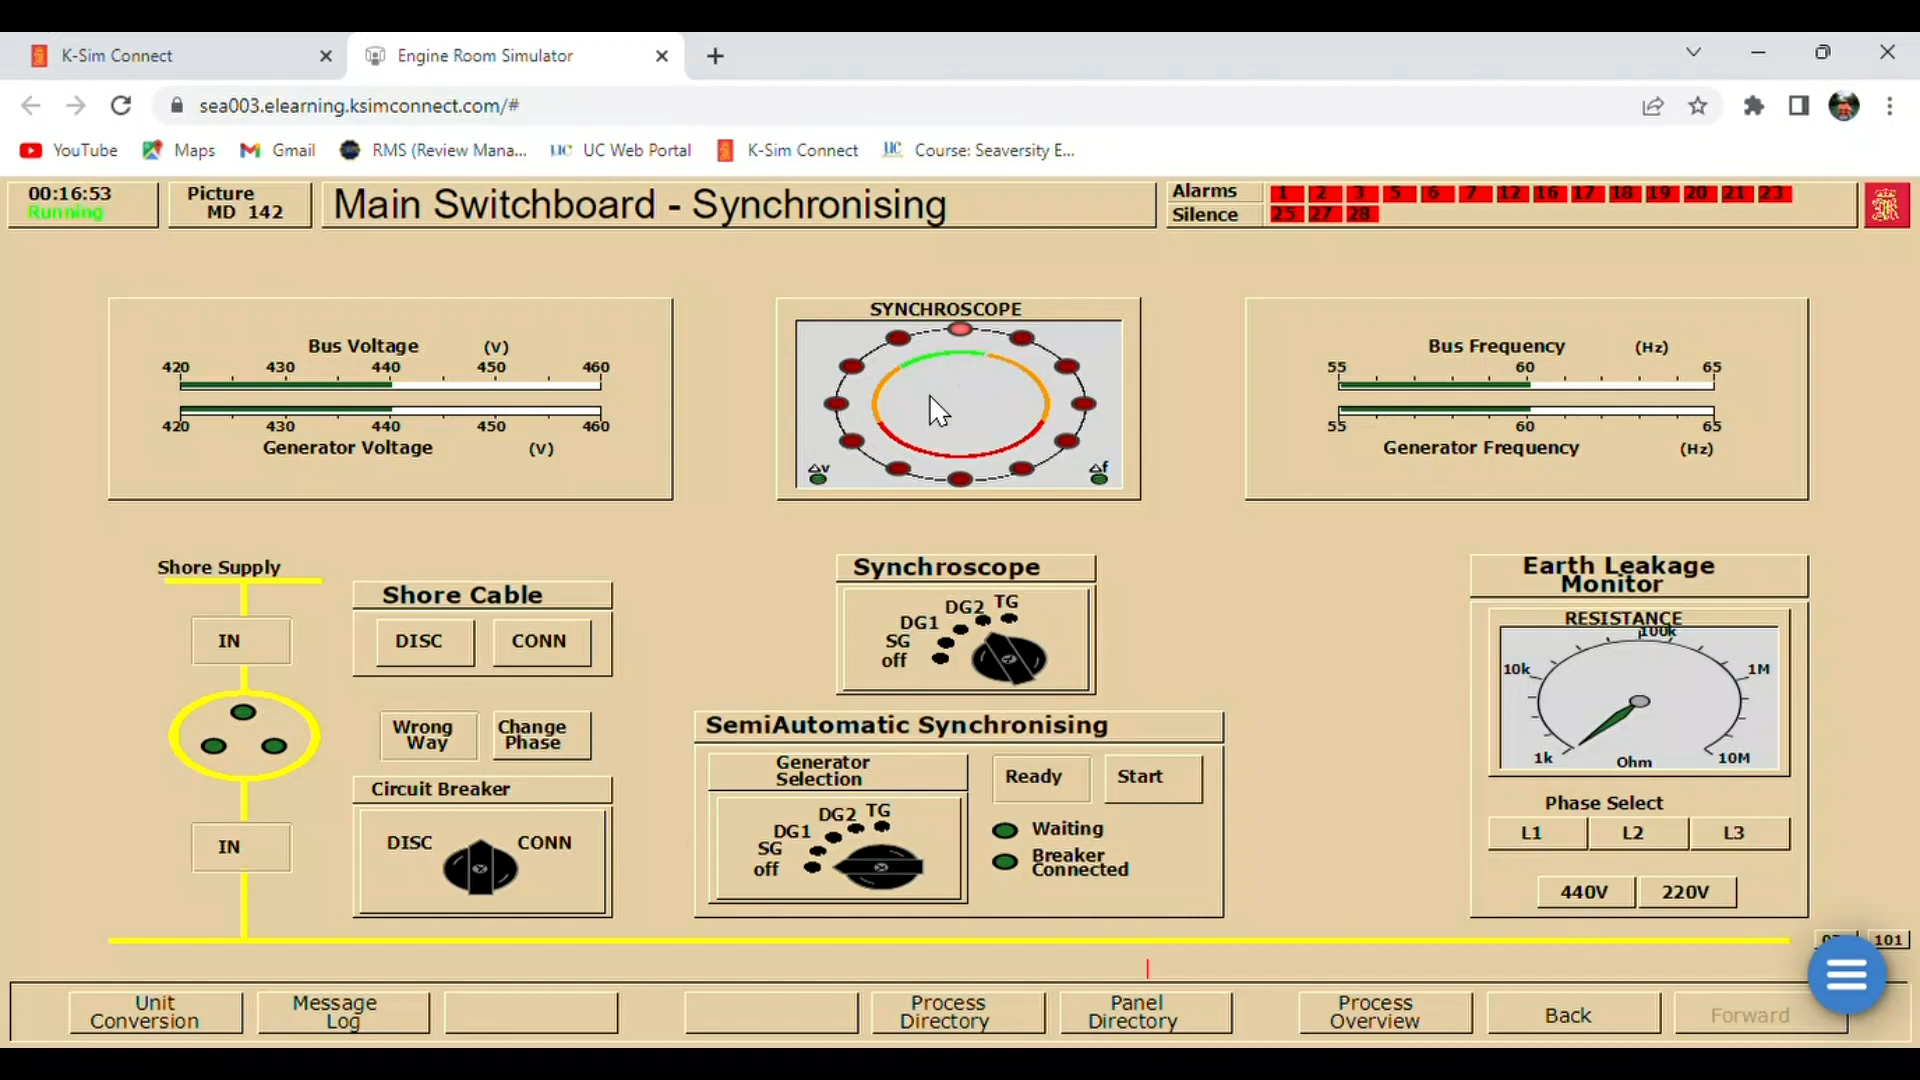 K-Sim Connect
Engine Room Simulator
sea003.elearning.ksimconnect.com/#
YouTube
Maps
Gmail
RMS (Review Mana...
UC UC Web Portal
K-Sim Connect
UC Course: Seaversity E...
00:16:53
Running
Picture
MD 142
Main Switchboard - Synchronising
Alarms
Silence
1 2 3 5 6 7 12 16 17 18 19 20 21 23
25 27 28
Bus Voltage (V)
420 430 440 450 460
420 430 440 450 460
Generator Voltage (V)
SYNCHROSCOPE
△v
△f
Bus Frequency (Hz)
55 60 65
55 60 65
Generator Frequency (Hz)
Shore Supply
IN
IN
Shore Cable
DISC
CONN
Wrong
Way
Change
Phase
Circuit Breaker
DISC
CONN
Synchroscope
TG
DG2
DG1
SG
off
SemiAutomatic Synchronising
Generator
Selection
TG
DG2
DG1
SG
off
Ready
Start
Waiting
Breaker
Connected
Earth Leakage
Monitor
RESISTANCE
100k
10k
1M
1k
Ohm
10M
Phase Select
L1
L2
L3
440V
220V
101
Unit
Conversion
Message
Log
Process
Directory
Panel
Directory
Process
Overview
Back
Forward